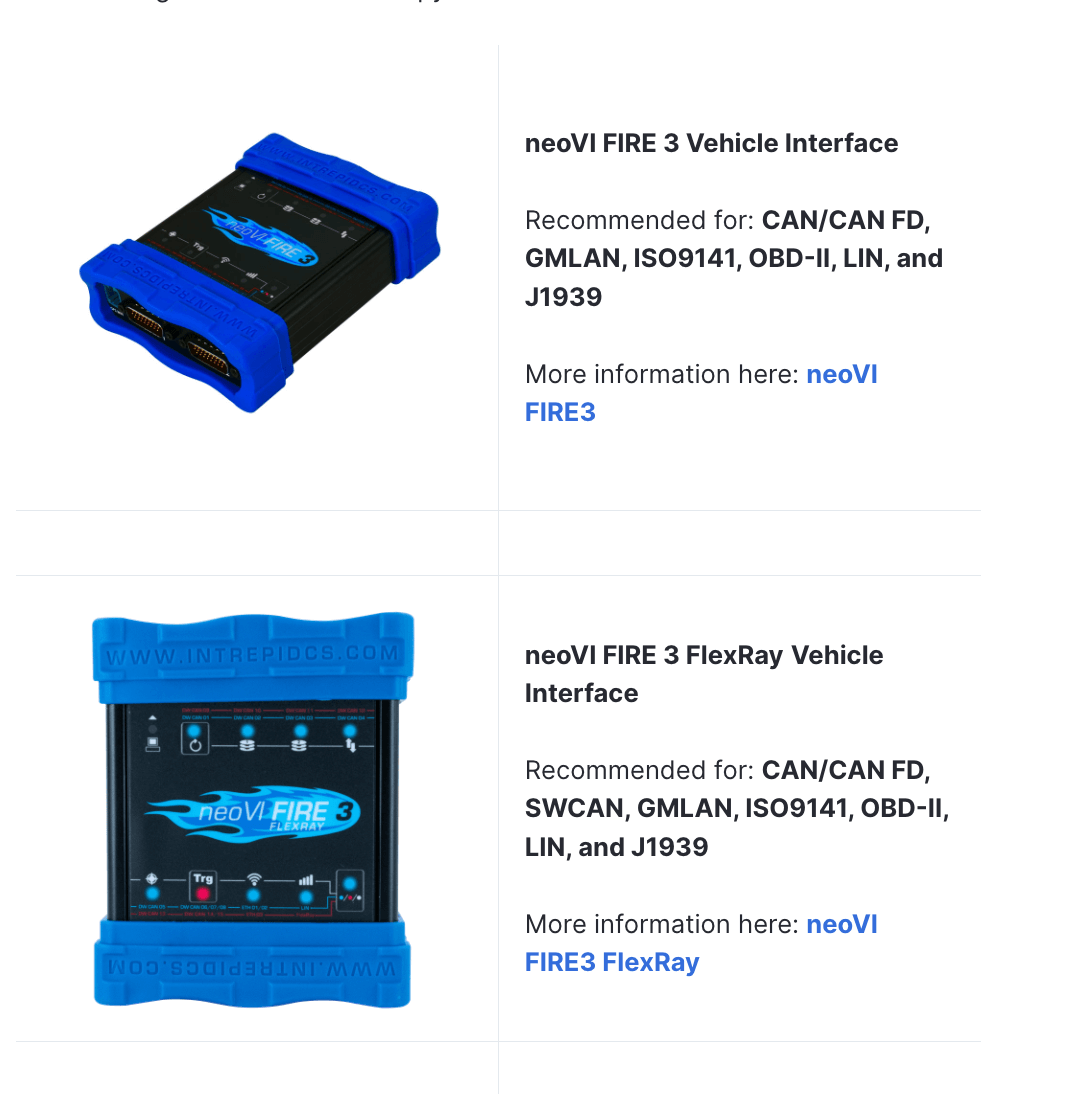 neoVI FIRE 3 Vehicle Interface
Recommended for: CAN/CAN FD,
GMLAN, ISO9141, OBD-II, LIN, and
J1939
More information here: neoVI
FIRE3
WWW.INTREPIDCS.COM
WWW.INTREPIDCS.COM
neoVI FIRE 3
Trg
neoVI FIRE 3 FlexRay Vehicle
Interface
Recommended for: CAN/CAN FD,
SWCAN, GMLAN, ISO9141, OBD-II,
LIN, and J1939
More information here: neoVI
FIRE3 FlexRay
WWW.INTREPIDCS.COM
neoVI FIRE 3
FLEXRAY
Trg
WWW.INTREPIDCS.COM